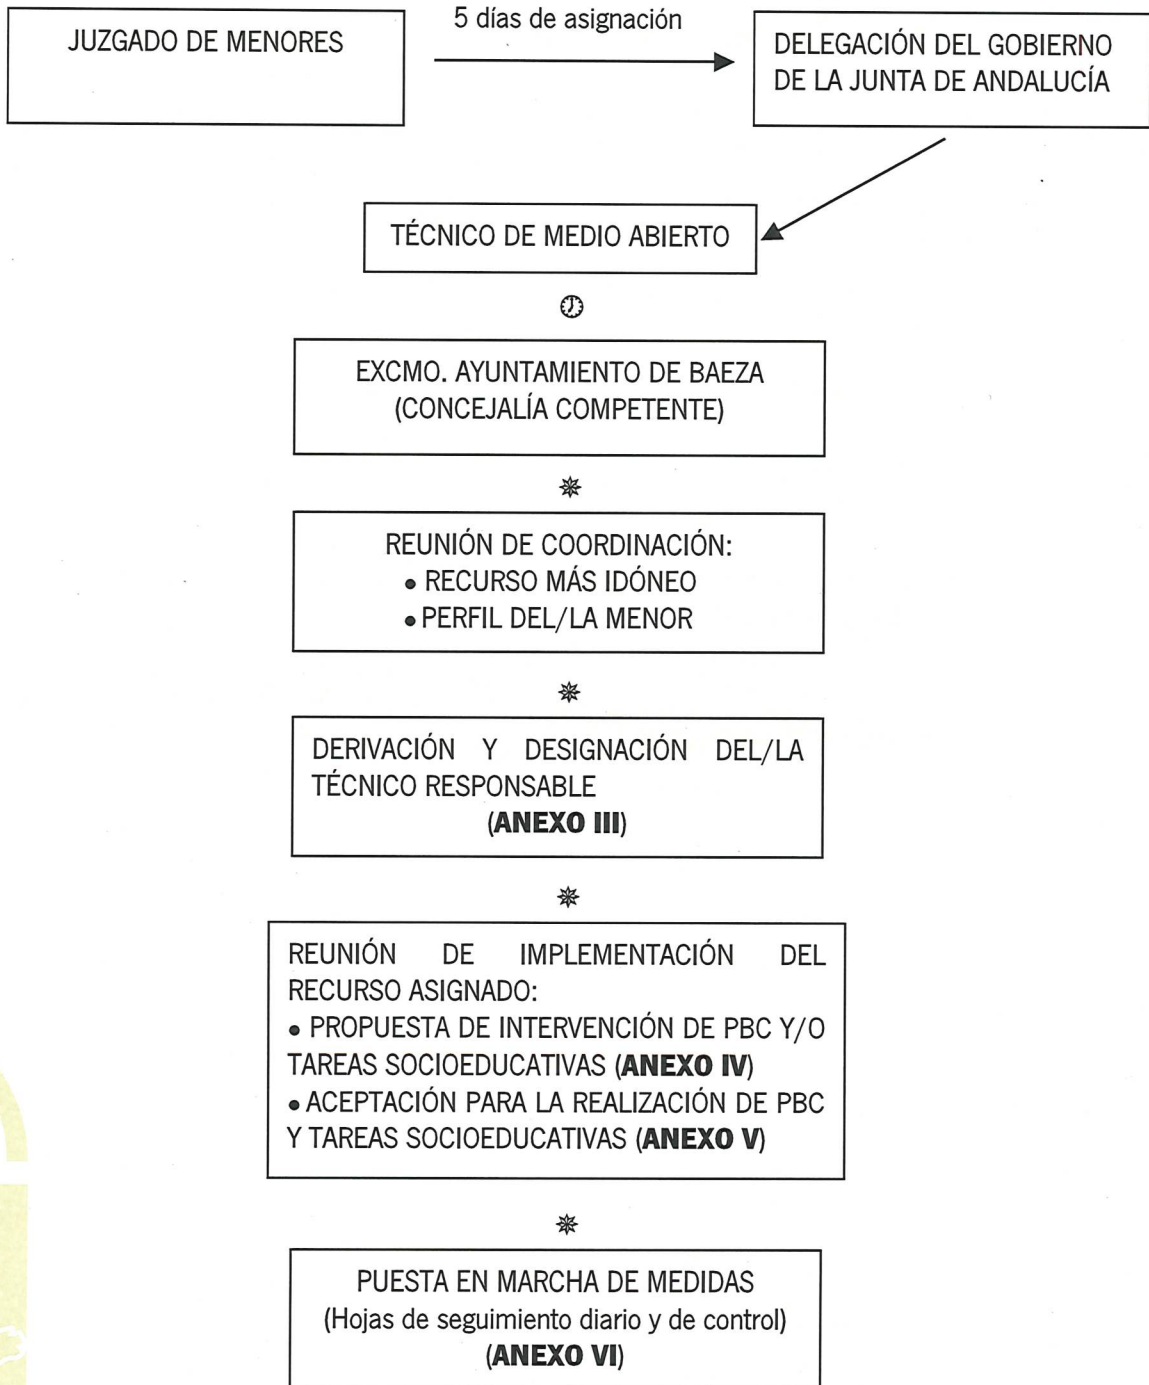 JUZGADO DE MENORES
5 días de asignación
DELEGACIÓN DEL GOBIERNO
DE LA JUNTA DE ANDALUCÍA
TÉCNICO DE MEDIO ABIERTO
EXCMO. AYUNTAMIENTO DE BAEZA
(CONCEJALÍA COMPETENTE)
REUNIÓN DE COORDINACIÓN:
• RECURSO MÁS IDÓNEO
• PERFIL DEL/LA MENOR
DERIVACIÓN Y DESIGNACIÓN DEL/LA
TÉCNICO RESPONSABLE
(ANEXO III)
REUNIÓN DE IMPLEMENTACIÓN DEL
RECURSO ASIGNADO:
• PROPUESTA DE INTERVENCIÓN DE PBC Y/O
TAREAS SOCIOEDUCATIVAS (ANEXO IV)
• ACEPTACIÓN PARA LA REALIZACIÓN DE PBC
Y TAREAS SOCIOEDUCATIVAS (ANEXO V)
PUESTA EN MARCHA DE MEDIDAS
(Hojas de seguimiento diario y de control)
(ANEXO VI)